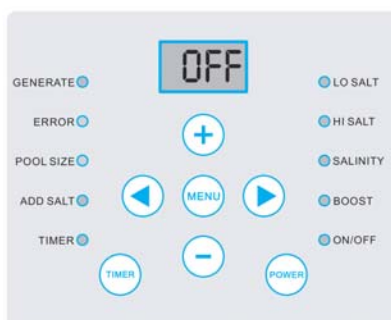 OFF
GENERATE
LO SALT
ERROR
HI SALT
+
POOL SIZE
SALINITY
ADD SALT
MENU
BOOST
TIMER
ON/OFF
−
TIMER
POWER